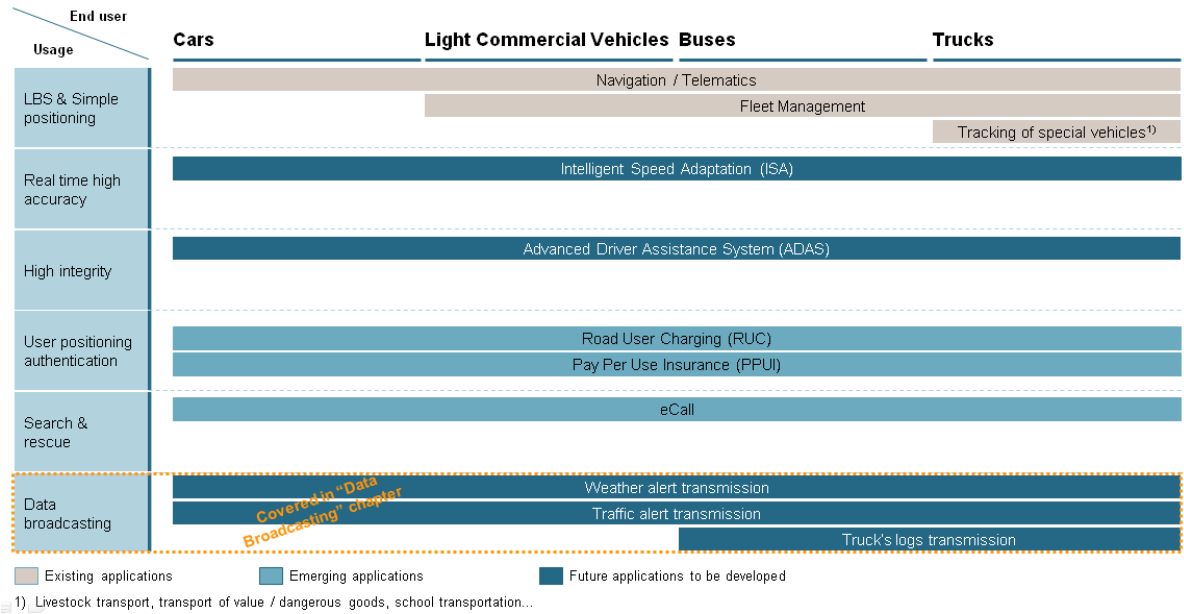 End user
Usage
Cars
Light Commercial Vehicles
Buses
Trucks
LBS & Simple
positioning
Navigation / Telematics
Fleet Management
Tracking of special vehicles1)
Real time high
accuracy
Intelligent Speed Adaptation (ISA)
High integrity
Advanced Driver Assistance System (ADAS)
User positioning
authentication
Road User Charging (RUC)
Pay Per Use Insurance (PPUI)
Search &
rescue
eCall
Data
broadcasting
Covered in "Data
Broadcasting" chapter
Weather alert transmission
Traffic alert transmission
Truck's logs transmission
Existing applications
Emerging applications
Future applications to be developed
1) Livestock transport, transport of value / dangerous goods, school transportation...